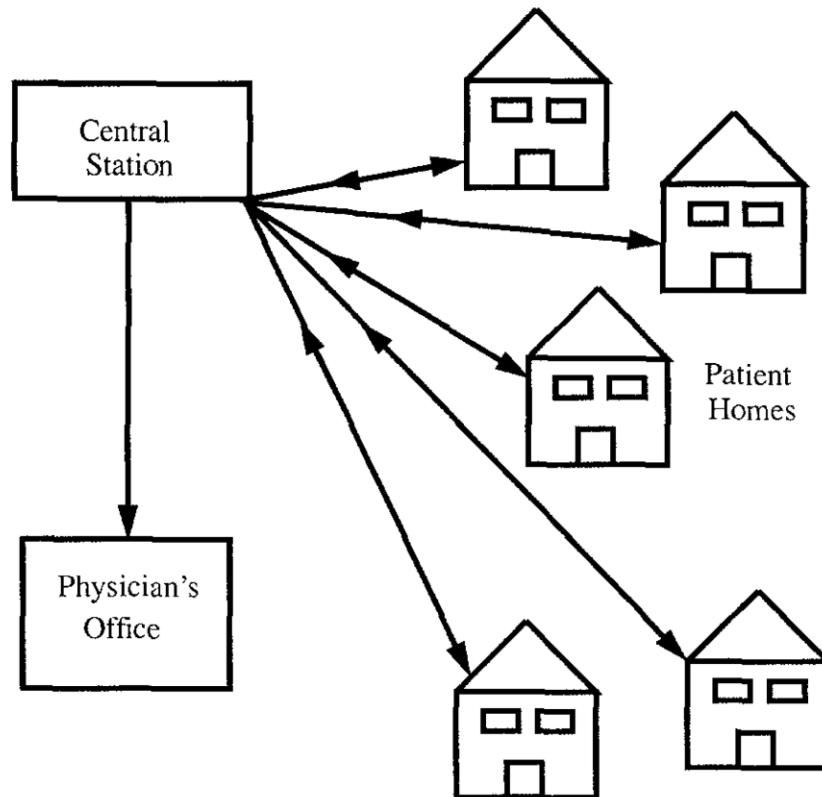 Central
Station
Patient
Homes
Physician's
Office